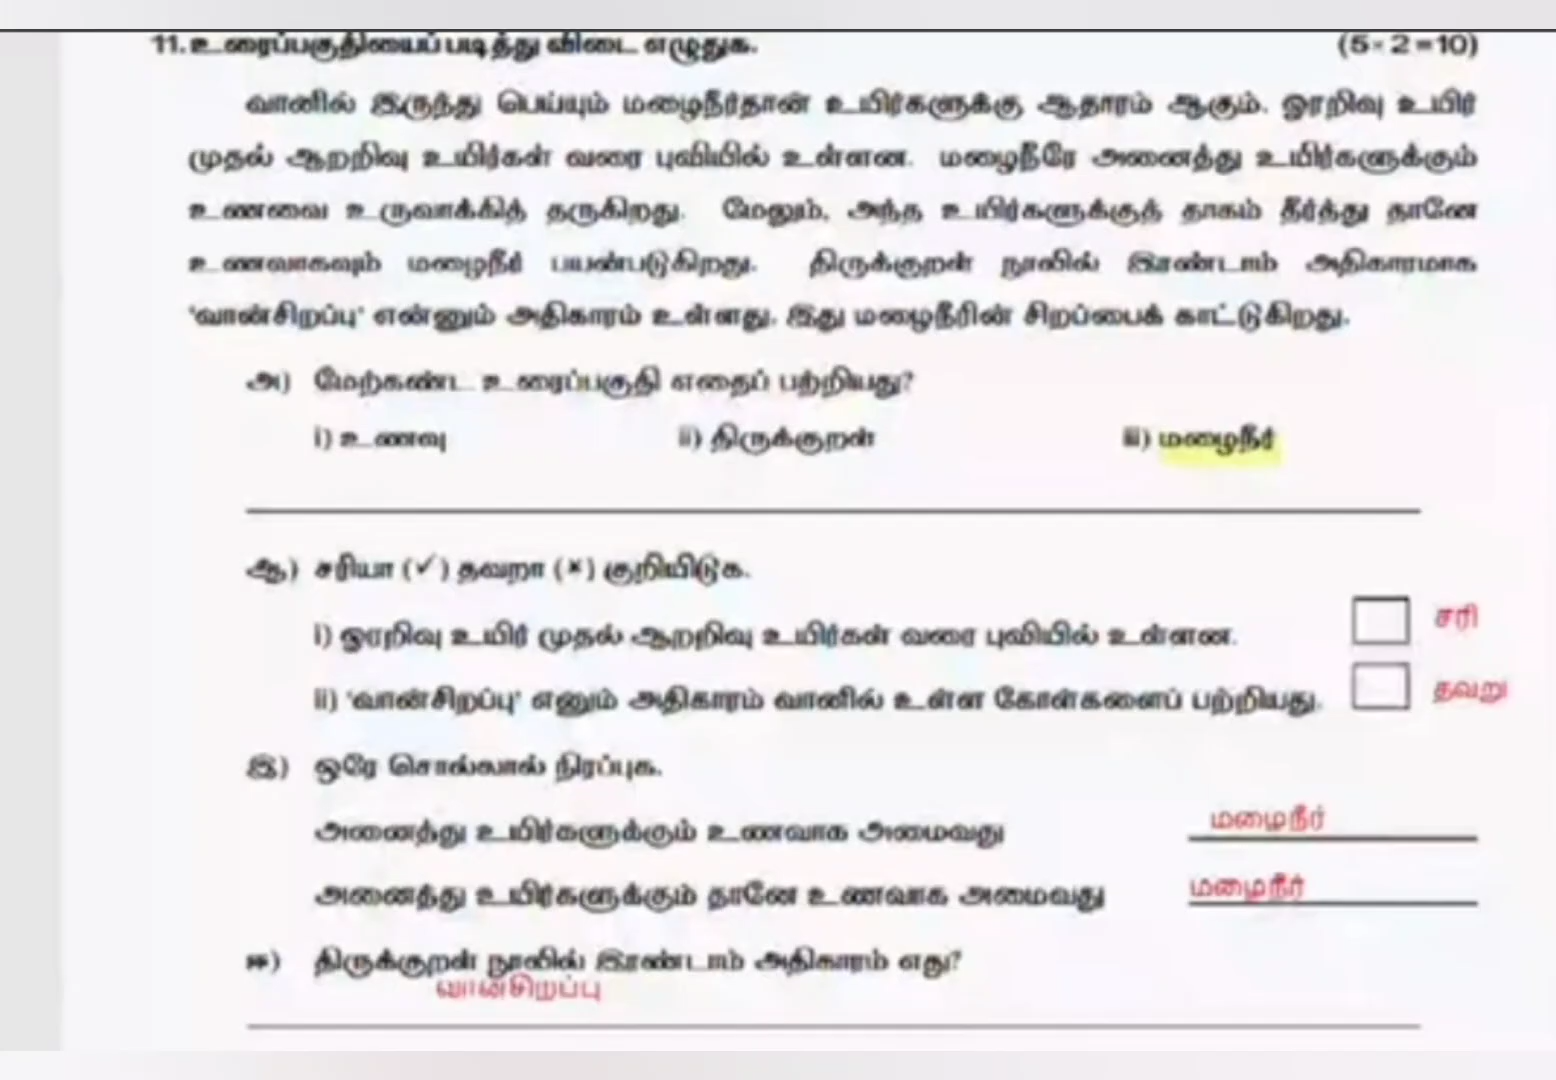 11. உரைப்பகுதியைப் படித்து விடை எழுதுக. (5×2=10)
வானில் இருந்து பெய்யும் மழைநீர்தான் உயிர்களுக்கு ஆதாரம் ஆகும். ஓரறிவு உயிர்
முதல் ஆறறிவு உயிர்கள் வரை புவியில் உள்ளன. மழைநீரே அனைத்து உயிர்களுக்கும்
உணவை உருவாக்கித் தருகிறது. மேலும், அந்த உயிர்களுக்குத் தாகம் தீர்த்து தானே
உணவாகவும் மழைநீர் பயன்படுகிறது. திருக்குறள் நூலில் இரண்டாம் அதிகாரமாக
'வான்சிறப்பு' என்னும் அதிகாரம் உள்ளது. இது மழைநீரின் சிறப்பைக் காட்டுகிறது.
அ) மேற்கண்ட உரைப்பகுதி எதைப் பற்றியது?
i) உணவு ii) திருக்குறள் iii) மழைநீர்
ஆ) சரியா (✓) தவறா (×) குறியிடுக.
i) ஓரறிவு உயிர் முதல் ஆறறிவு உயிர்கள் வரை புவியில் உள்ளன. சரி
ii) 'வான்சிறப்பு' எனும் அதிகாரம் வானில் உள்ள கோள்களைப் பற்றியது. தவறு
இ) ஒரே சொல்லால் நிரப்புக.
அனைத்து உயிர்களுக்கும் உணவாக அமைவது மழைநீர்
அனைத்து உயிர்களுக்கும் தானே உணவாக அமைவது மழைநீர்
ஈ) திருக்குறள் நூலில் இரண்டாம் அதிகாரம் எது?
வான்சிறப்பு